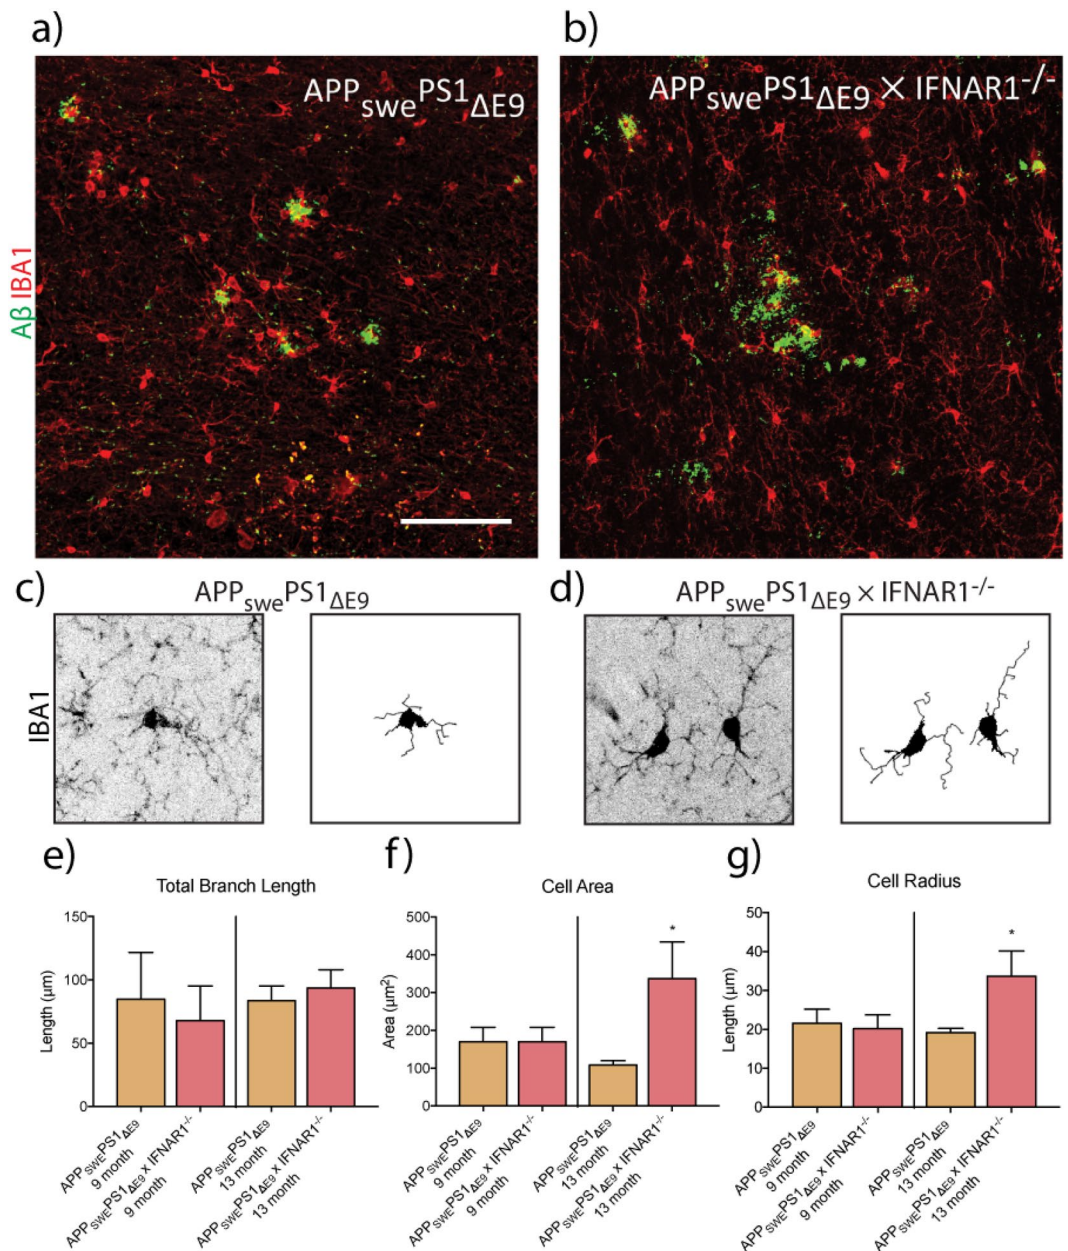 a)
b)
APPswePS1ΔE9
APPswePS1ΔE9 × IFNAR1-/-
Aβ IBA1
c)
APPswePS1ΔE9
d)
APPswePS1ΔE9 × IFNAR1-/-
IBA1
e)
Total Branch Length
150
100
50
0
Length (µm)
APPSWEPS1ΔE9
9 month
APPSWEPS1ΔE9 x IFNAR1-/-
9 month
APPSWEPS1ΔE9
13 month
APPSWEPS1ΔE9 x IFNAR1-/-
13 month
f)
Cell Area
500
400
300
200
100
0
Area (µm2)
*
APPSWEPS1ΔE9
9 month
APPSWEPS1ΔE9 x IFNAR1-/-
9 month
APPSWEPS1ΔE9
13 month
APPSWEPS1ΔE9 x IFNAR1-/-
13 month
g)
Cell Radius
50
40
30
20
10
0
Length (µm)
*
APPSWEPS1ΔE9
9 month
APPSWEPS1ΔE9 x IFNAR1-/-
9 month
APPSWEPS1ΔE9
13 month
APPSWEPS1ΔE9 x IFNAR1-/-
13 month